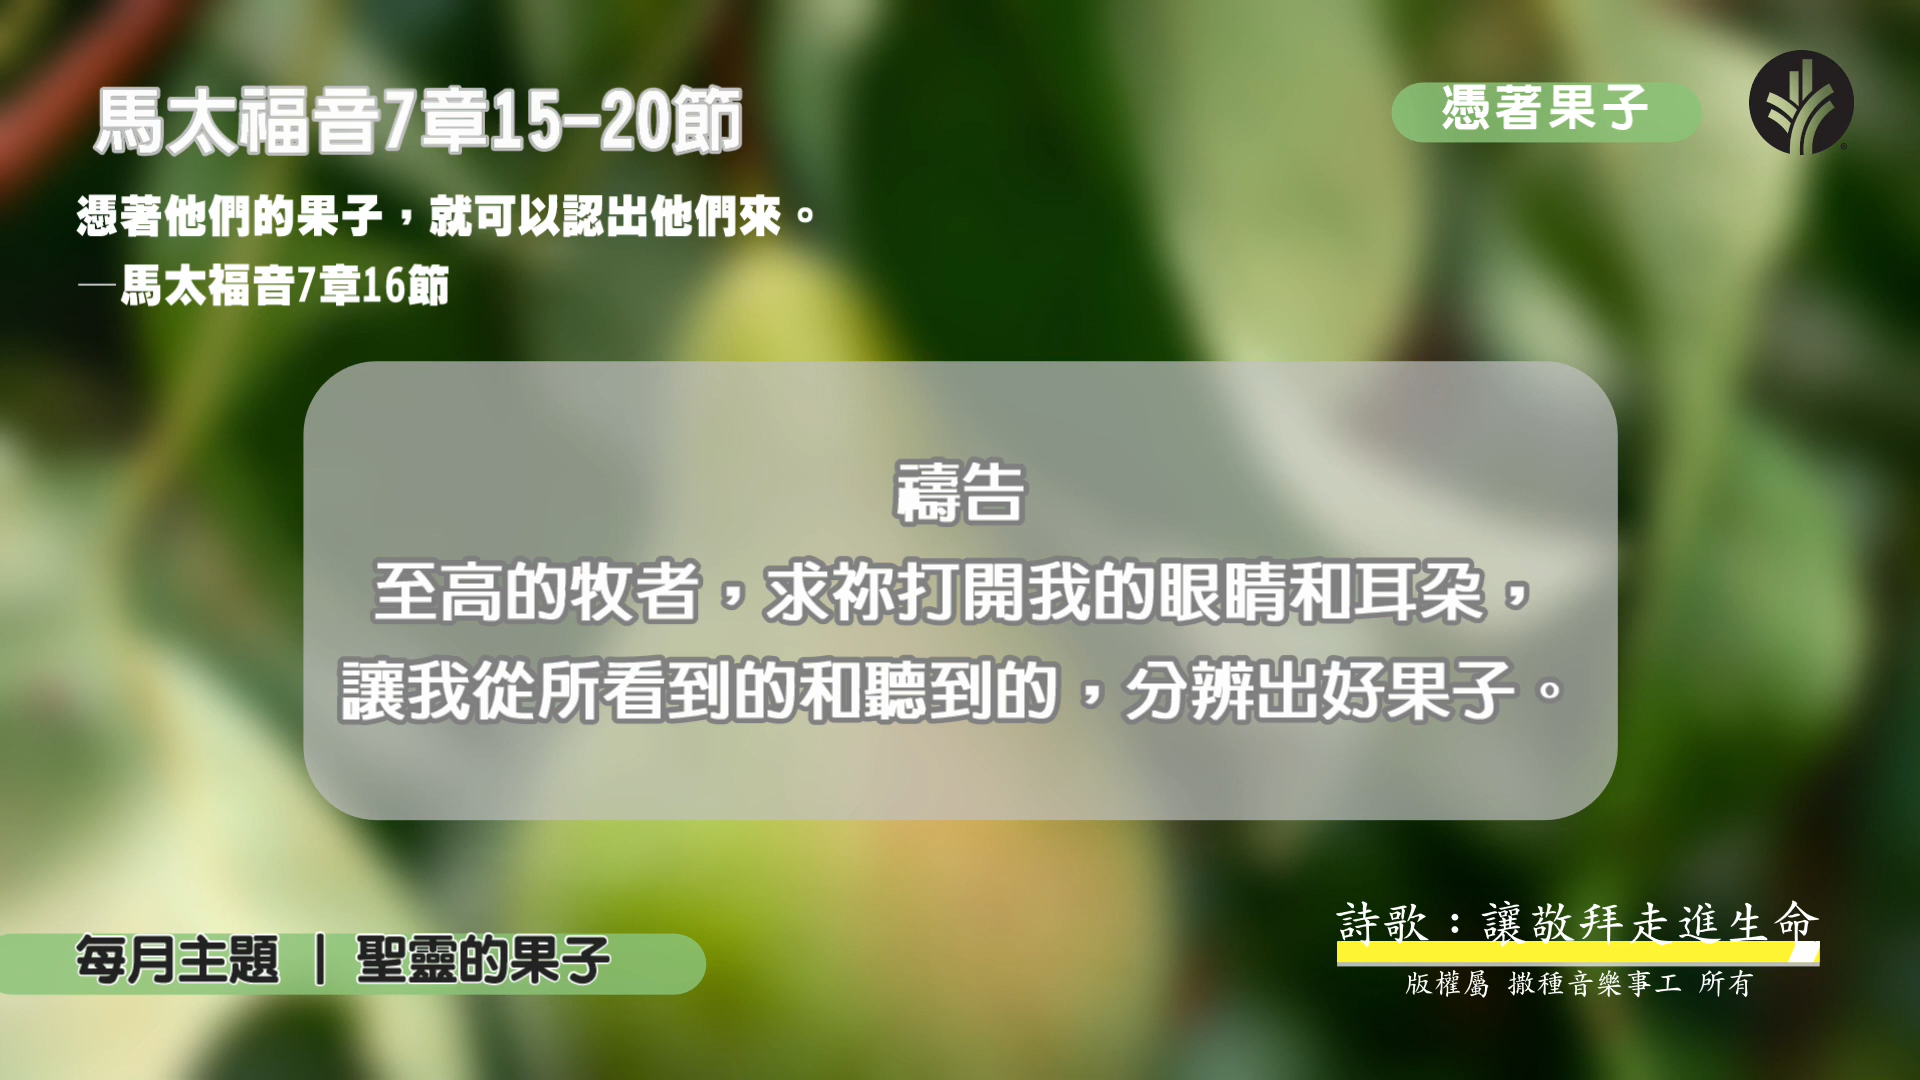 馬太福音7章15-20節
憑著果子
憑著他們的果子，就可以認出他們來。
—馬太福音7章16節
禱告
至高的牧者，求祢打開我的眼睛和耳朵，
讓我從所看到的和聽到的，分辨出好果子。
每月主題 | 聖靈的果子
詩歌：讓敬拜走進生命
版權屬 撒種音樂事工 所有